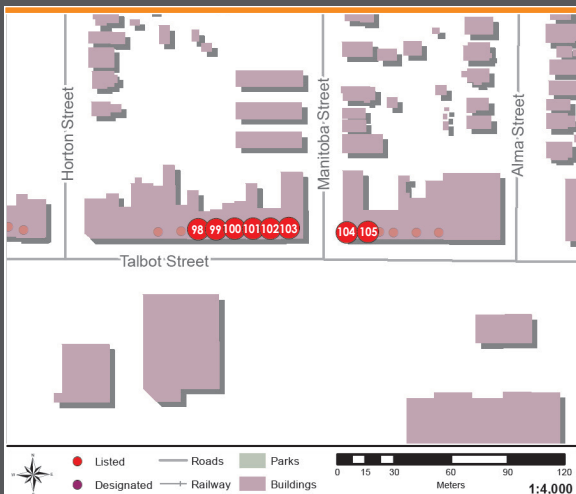 Horton Street
Manitoba Street
Alma Street
98 99 100 101 102 103
104 105
Talbot Street
N
W E
S
Listed
Roads
Parks
Designated
Railway
Buildings
0 15 30 60 90 120
Meters
1:4,000